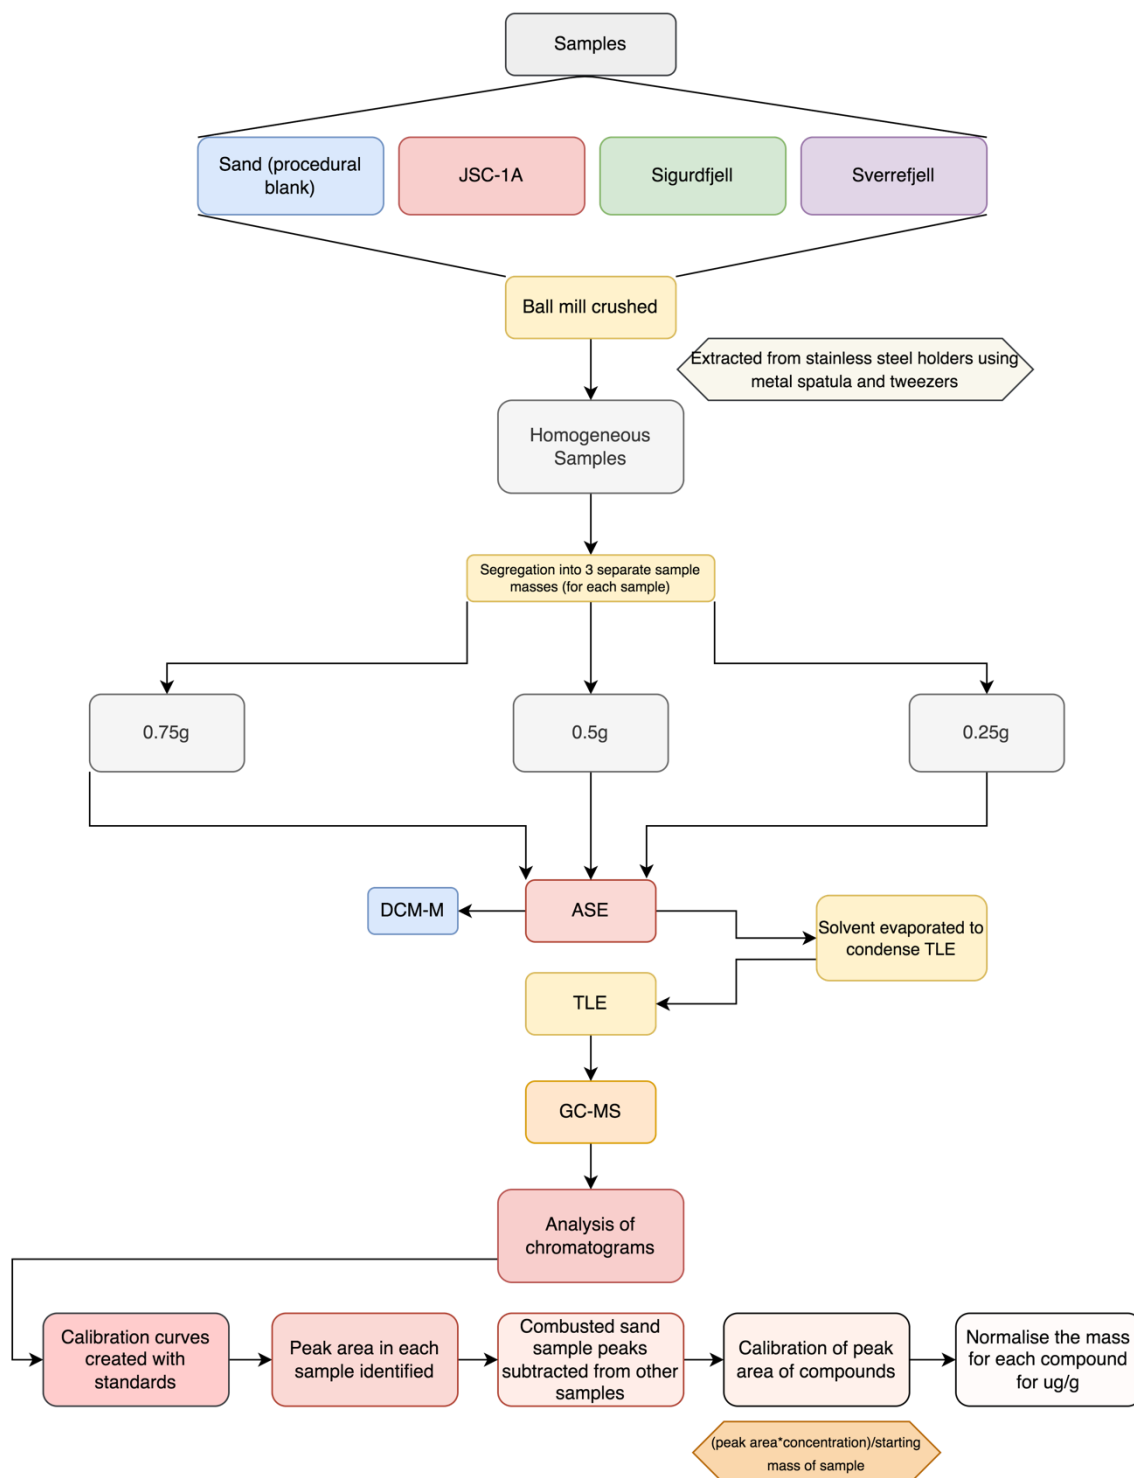 Samples
Sand (procedural
blank)
JSC-1A
Sigurdfjell
Sverrefjell
Ball mill crushed
Extracted from stainless steel holders using
metal spatula and tweezers
Homogeneous
Samples
Segregation into 3 separate sample
masses (for each sample)
0.75g
0.5g
0.25g
DCM-M
ASE
Solvent evaporated to
condense TLE
TLE
GC-MS
Analysis of
chromatograms
Calibration curves
created with
standards
Peak area in each
sample identified
Combusted sand
sample peaks
subtracted from other
samples
Calibration of peak
area of compounds
Normalise the mass
for each compound
for ug/g
(peak area*concentration)/starting
mass of sample